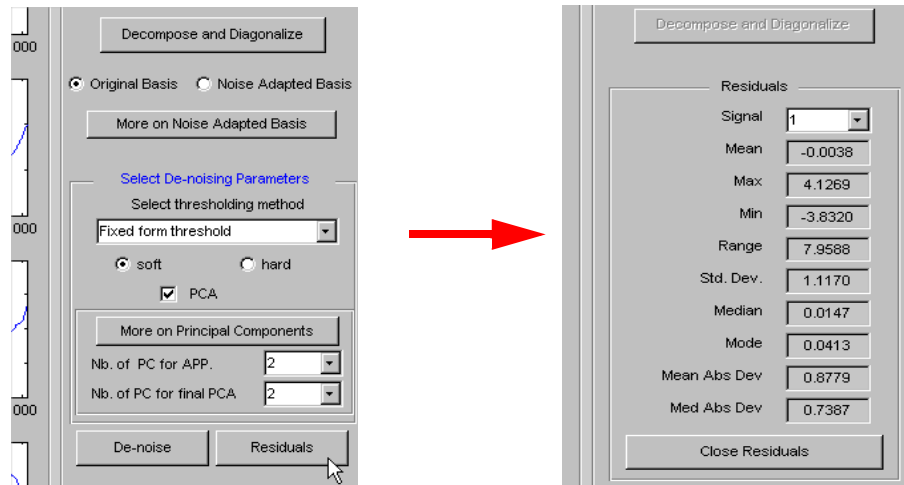 Decompose and Diagonalize
000
Original Basis Noise Adapted Basis
More on Noise Adapted Basis
Select De-noising Parameters
Select thresholding method
000
Fixed form threshold
soft hard
PCA
More on Principal Components
Nb. of PC for APP. 2
Nb. of PC for final PCA 2
000
De-noise Residuals
Decompose and Diagonalize
Residuals
Signal 1
Mean -0.0038
Max 4.1269
Min -3.8320
Range 7.9588
Std. Dev. 1.1170
Median 0.0147
Mode 0.0413
Mean Abs Dev 0.8779
Med Abs Dev 0.7387
Close Residuals